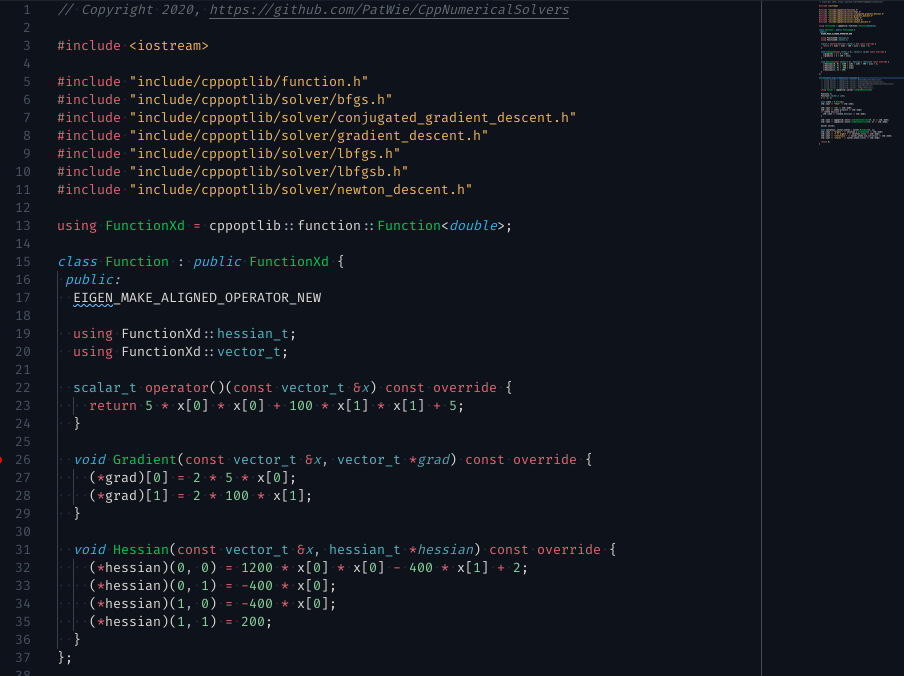 1 // Copyright 2020, https://github.com/PatWie/CppNumericalSolvers
2
3 #include <iostream>
4
5 #include "include/cppoptlib/function.h"
6 #include "include/cppoptlib/solver/bfgs.h"
7 #include "include/cppoptlib/solver/conjugated_gradient_descent.h"
8 #include "include/cppoptlib/solver/gradient_descent.h"
9 #include "include/cppoptlib/solver/lbfgs.h"
10 #include "include/cppoptlib/solver/lbfgsb.h"
11 #include "include/cppoptlib/solver/newton_descent.h"
12
13 using FunctionXd = cppoptlib::function::Function<double>;
14
15 class Function : public FunctionXd {
16  public:
17   EIGEN_MAKE_ALIGNED_OPERATOR_NEW
18
19   using FunctionXd::hessian_t;
20   using FunctionXd::vector_t;
21
22   scalar_t operator()(const vector_t &x) const override {
23     return 5 * x[0] * x[0] + 100 * x[1] * x[1] + 5;
24   }
25
26   void Gradient(const vector_t &x, vector_t *grad) const override {
27     (*grad)[0] = 2 * 5 * x[0];
28     (*grad)[1] = 2 * 100 * x[1];
29   }
30
31   void Hessian(const vector_t &x, hessian_t *hessian) const override {
32     (*hessian)(0, 0) = 1200 * x[0] * x[0] - 400 * x[1] + 2;
33     (*hessian)(0, 1) = -400 * x[0];
34     (*hessian)(1, 0) = -400 * x[0];
35     (*hessian)(1, 1) = 200;
36   }
37 };
38